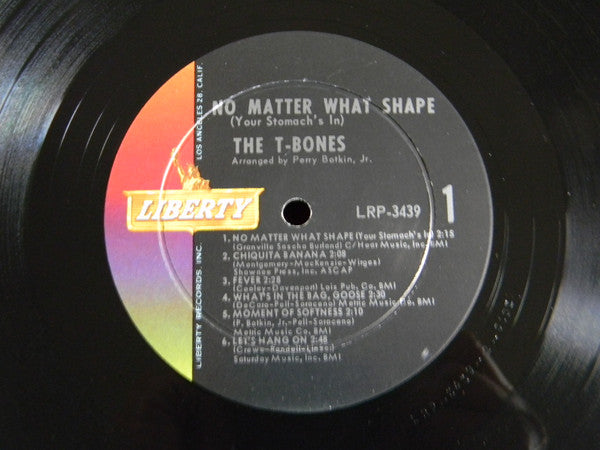 NO MATTER WHAT SHAPE
(Your Stomach's In)
THE T-BONES
Arranged by Perry Botkin, Jr.
LIBERTY
LRP-3439 1
1. NO MATTER WHAT SHAPE (Your Stomach's In) 2:15
(Granville Sascha Burland) C/Hear Music, Inc. BMI
2. CHIQUITA BANANA 2:08
(Montgomery-MacKenzie-Wirges)
Shawnee Press, Inc. ASCAP
3. FEVER 2:28
(Cooley-Davenport) Lois Pub. Co. BMI
4. WHAT'S IN THE BAG, GOOSE 2:30
(DeCaro-Pell-Saraceno) Metric Music Co. BMI
5. MOMENT OF SOFTNESS 2:10
(P. Botkin, Jr.-Pell-Saraceno)
Metric Music Co. BMI
6. LET'S HANG ON 2:48
(Crewe-Randell-Linzer)
Saturday Music, Inc. BMI
LIBERTY RECORDS INC.
LOS ANGELES 28, CALIF.